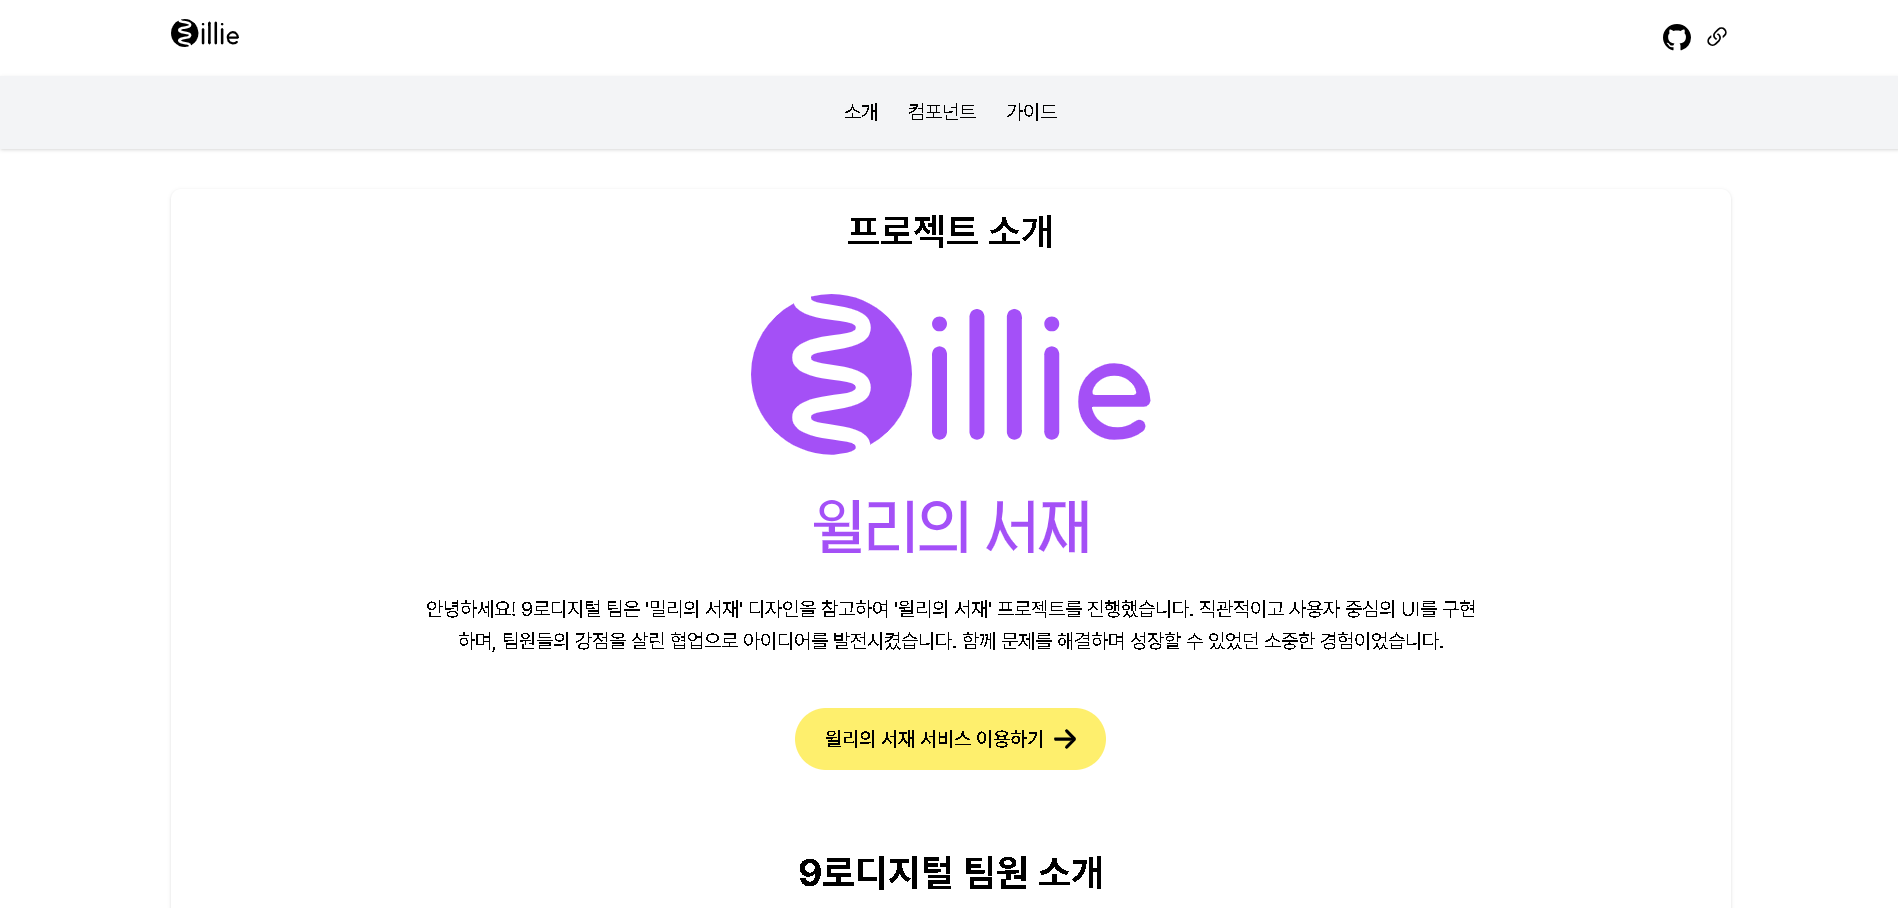 illie
소개 컴포넌트 가이드
프로젝트 소개
illie
윌리의 서재
안녕하세요! 9로디지털 팀은 '밀리의 서재' 디자인을 참고하여 '윌리의 서재' 프로젝트를 진행했습니다. 직관적이고 사용자 중심의 UI를 구현
하며, 팀원들의 강점을 살린 협업으로 아이디어를 발전시켰습니다. 함께 문제를 해결하며 성장할 수 있었던 소중한 경험이었습니다.
윌리의 서재 서비스 이용하기
9로디지털 팀원 소개